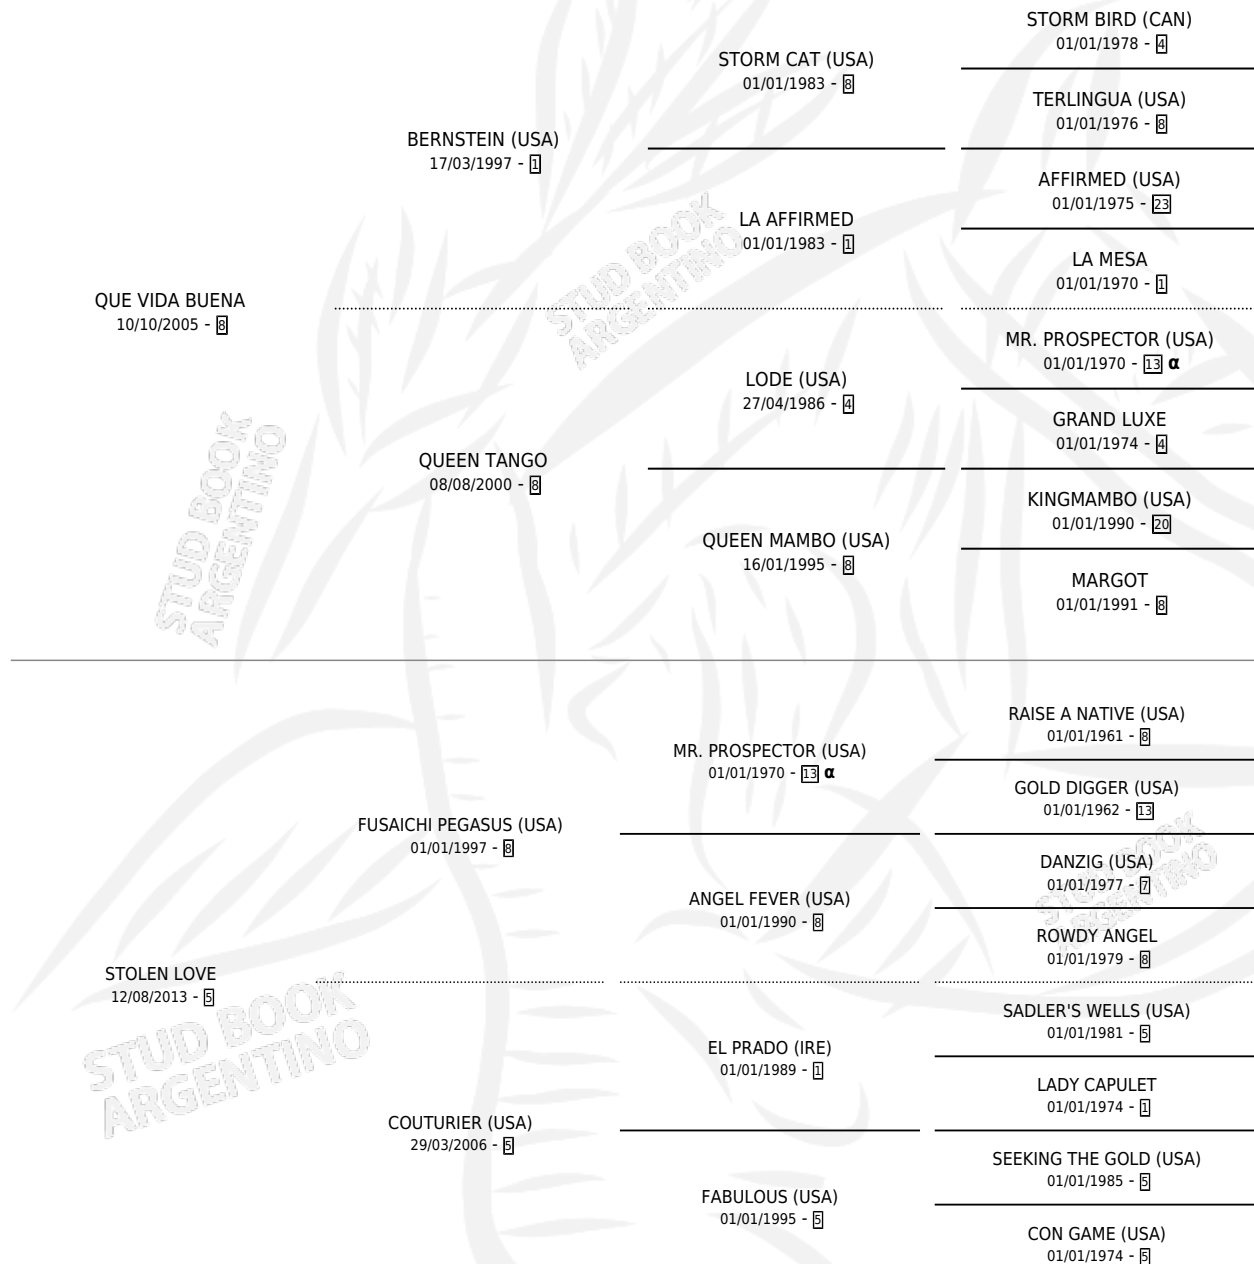 STORM BIRD (CAN)
01/01/1978 - 4
STORM CAT (USA)
01/01/1983 - 8
TERLINGUA (USA)
01/01/1976 - 8
BERNSTEIN (USA)
17/03/1997 - 1
AFFIRMED (USA)
01/01/1975 - 23
LA AFFIRMED
01/01/1983 - 1
LA MESA
01/01/1970 - 1
QUE VIDA BUENA
10/10/2005 - 8
MR. PROSPECTOR (USA)
01/01/1970 - 13 α
LODE (USA)
27/04/1986 - 4
GRAND LUXE
01/01/1974 - 4
QUEEN TANGO
08/08/2000 - 8
KINGMAMBO (USA)
01/01/1990 - 20
QUEEN MAMBO (USA)
16/01/1995 - 8
MARGOT
01/01/1991 - 8
RAISE A NATIVE (USA)
01/01/1961 - 8
MR. PROSPECTOR (USA)
01/01/1970 - 13 α
GOLD DIGGER (USA)
01/01/1962 - 13
FUSAICHI PEGASUS (USA)
01/01/1997 - 8
DANZIG (USA)
01/01/1977 - 7
ANGEL FEVER (USA)
01/01/1990 - 8
ROWDY ANGEL
01/01/1979 - 8
STOLEN LOVE
12/08/2013 - 5
SADLER'S WELLS (USA)
01/01/1981 - 5
EL PRADO (IRE)
01/01/1989 - 1
LADY CAPULET
01/01/1974 - 1
COUTURIER (USA)
29/03/2006 - 5
SEEKING THE GOLD (USA)
01/01/1985 - 5
FABULOUS (USA)
01/01/1995 - 5
CON GAME (USA)
01/01/1974 - 5
STUD BOOK
ARGENTINO
STUD BOOK
ARGENTINO
STUD BOOK
ARGENTINO
STUD BOOK
ARGENTINO